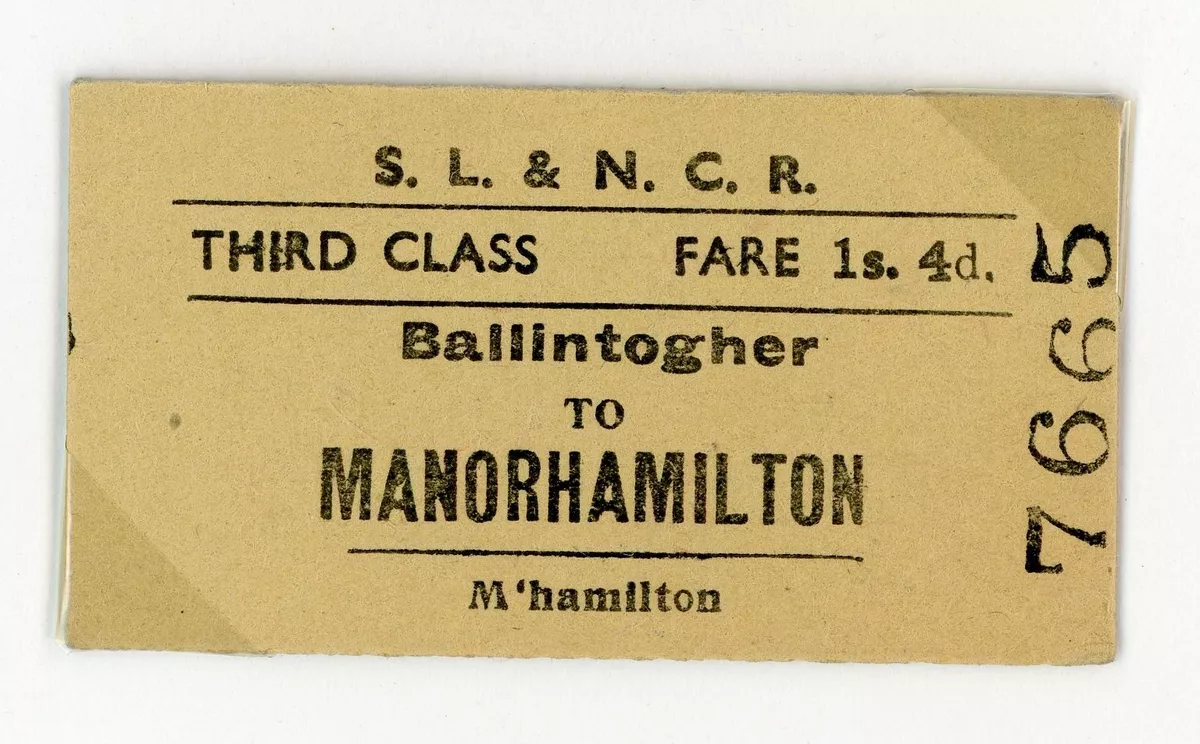 S. L. & N. C. R.
THIRD CLASS FARE 1s. 4d.
Ballintogher
TO
MANORHAMILTON
M‘hamilton
7665